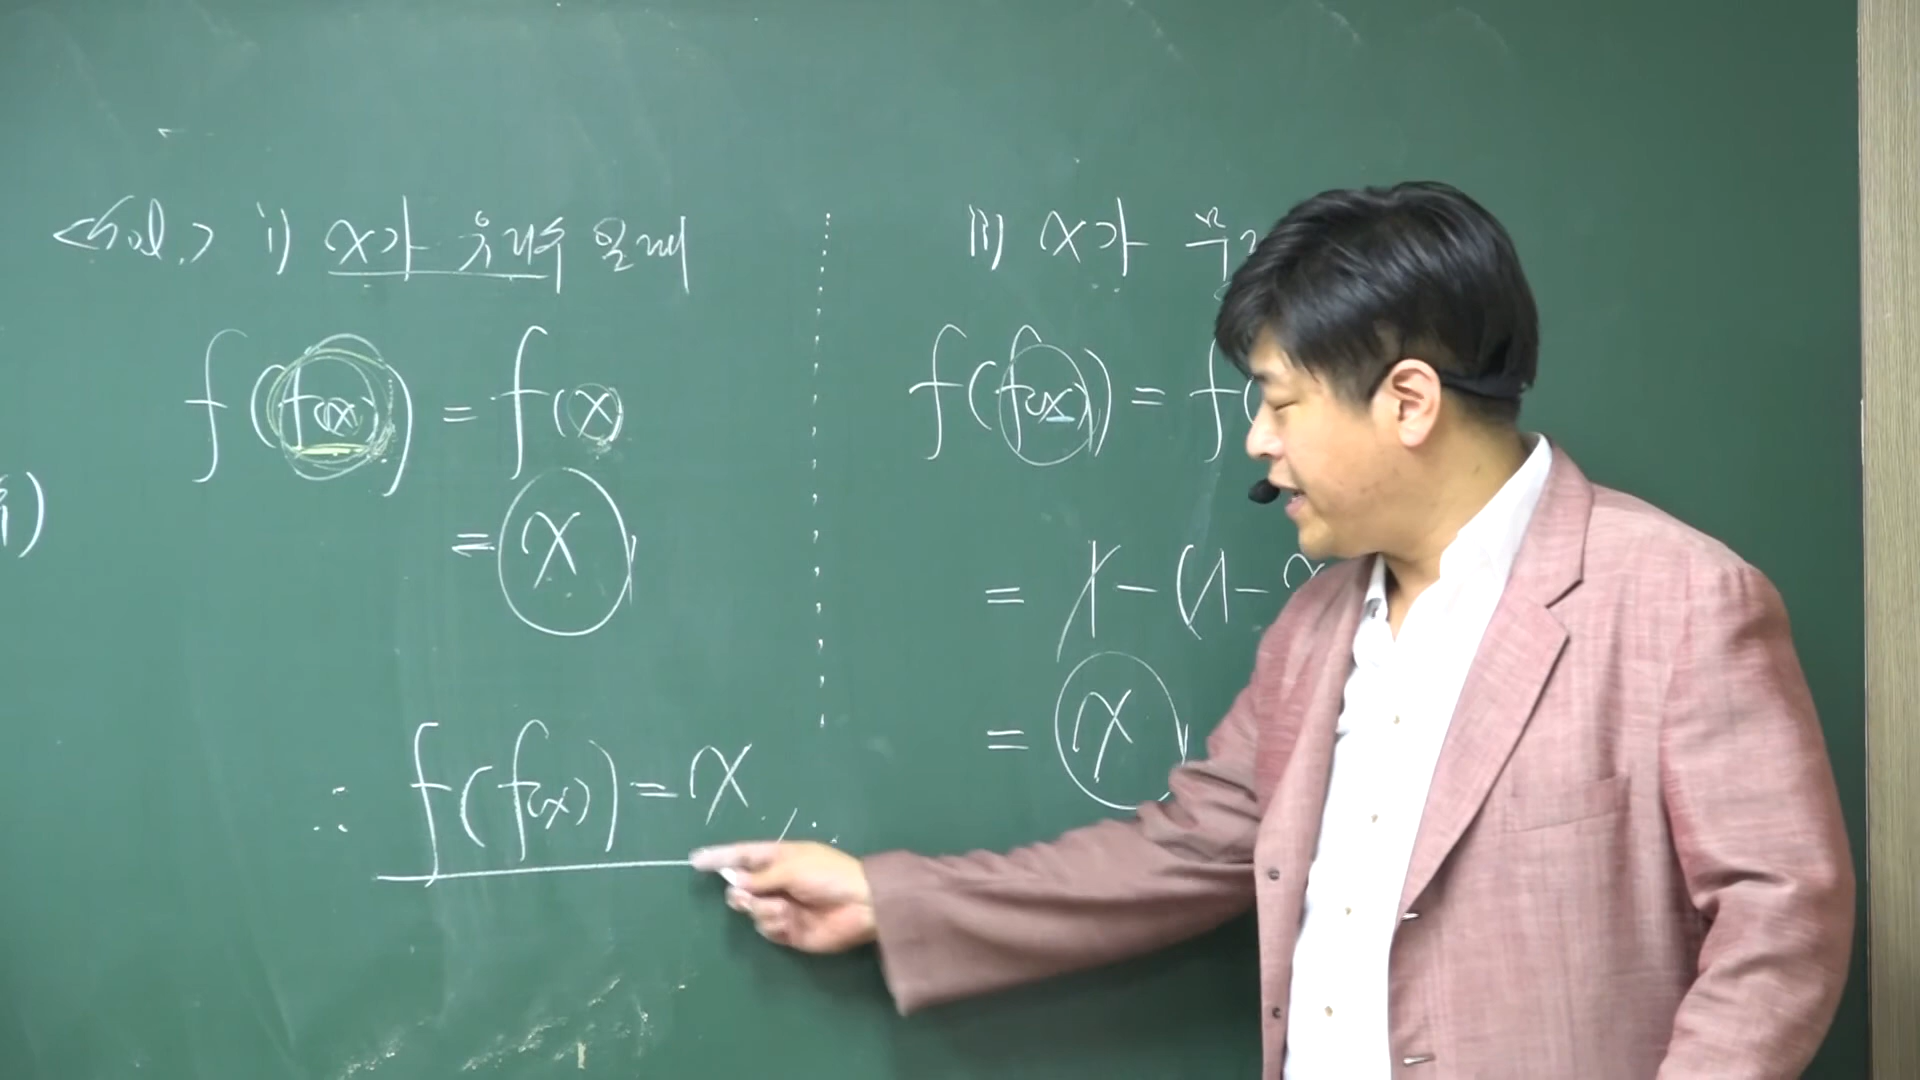 <Sol.> i) x가 유리수 일때
f(f(x)) = f(x)
= x
∴ f(f(x)) = x
ii) x가
f(f(x)) = f(
= 1 - (1 -
= x